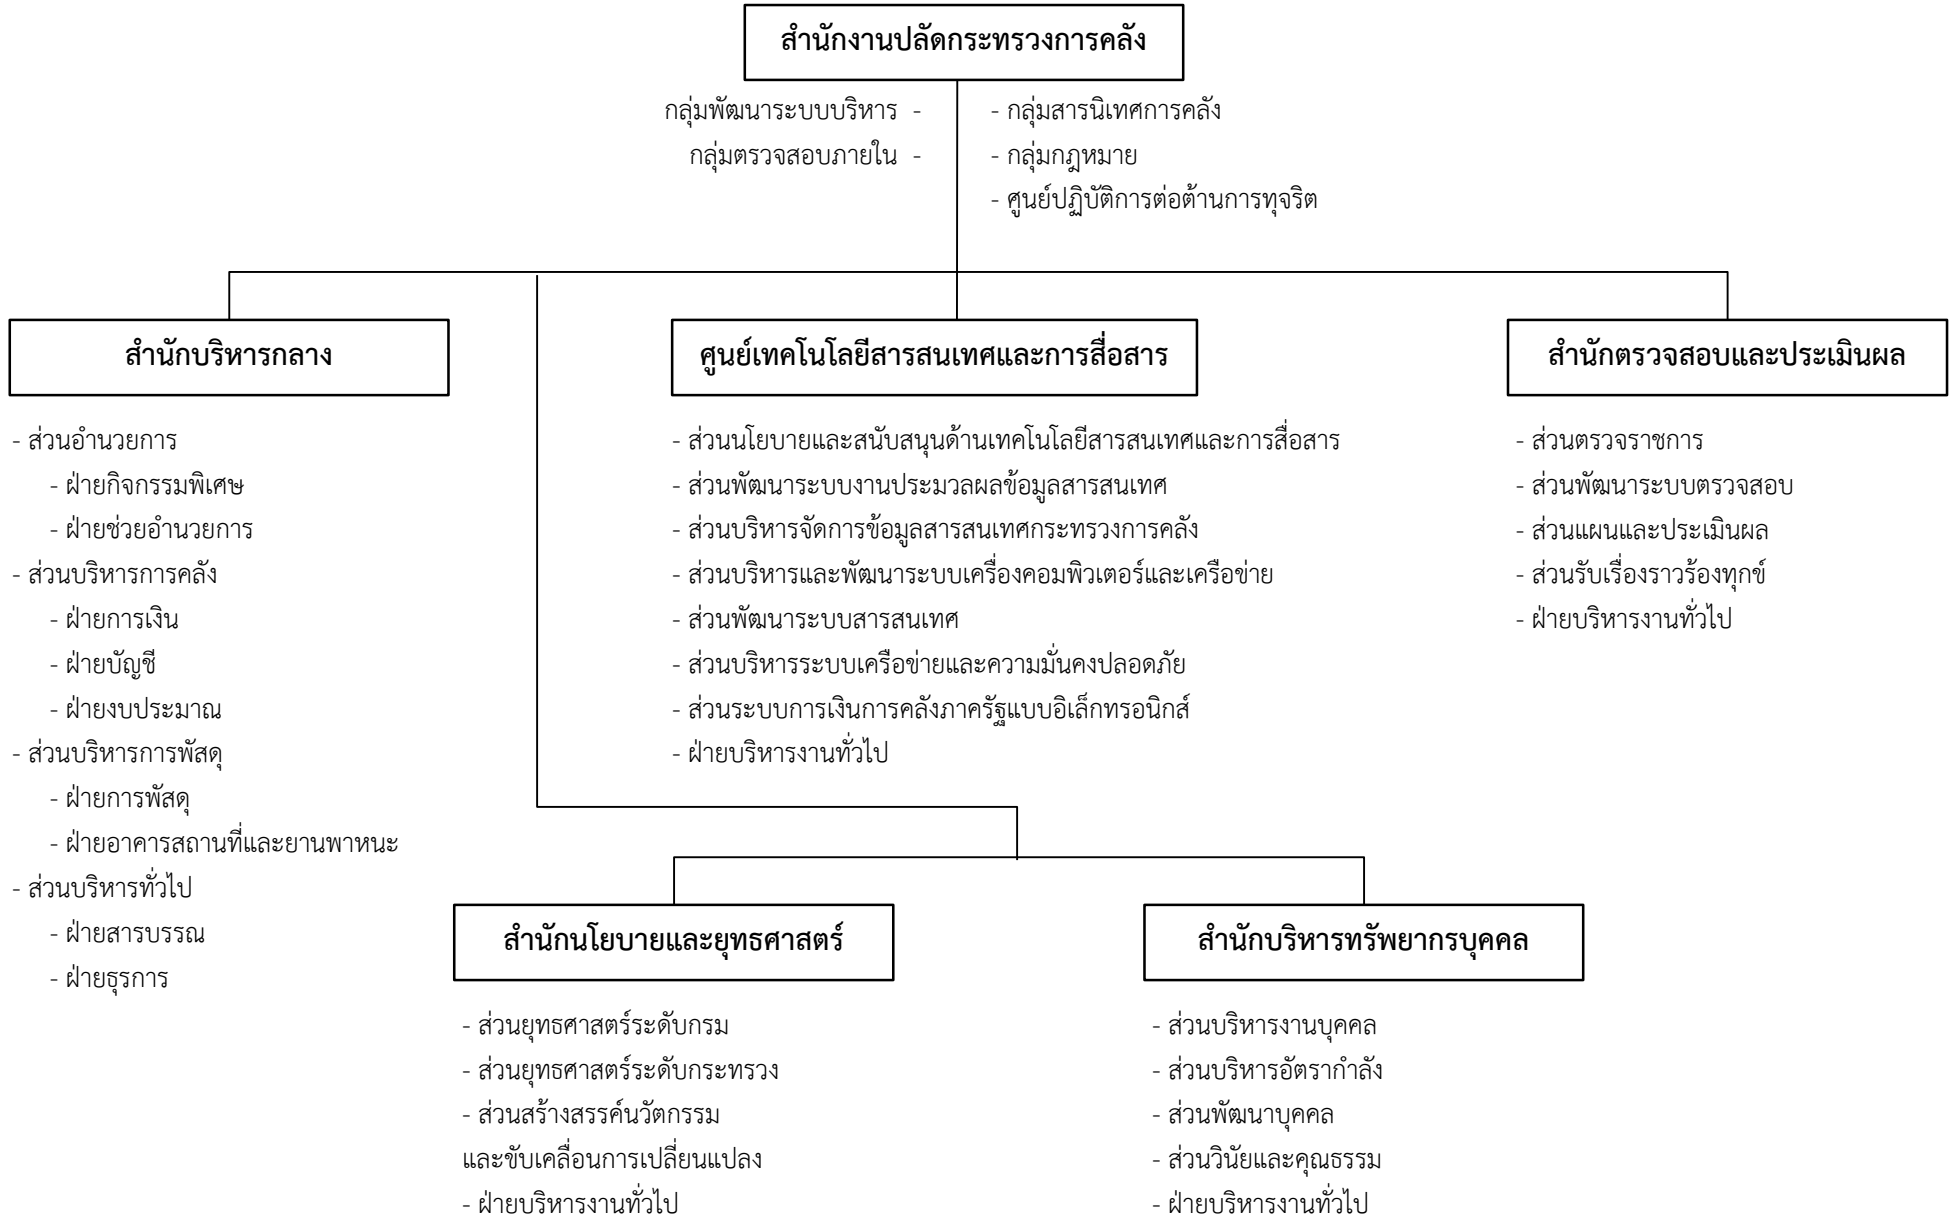 สำนักงานปลัดกระทรวงการคลัง
กลุ่มพัฒนาระบบบริหาร -
กลุ่มตรวจสอบภายใน -
- กลุ่มสารนิเทศการคลัง
- กลุ่มกฎหมาย
- ศูนย์ปฏิบัติการต่อต้านการทุจริต
สำนักบริหารกลาง
- ส่วนอำนวยการ
- ฝ่ายกิจกรรมพิเศษ
- ฝ่ายช่วยอำนวยการ
- ส่วนบริหารการคลัง
- ฝ่ายการเงิน
- ฝ่ายบัญชี
- ฝ่ายงบประมาณ
- ส่วนบริหารการพัสดุ
- ฝ่ายการพัสดุ
- ฝ่ายอาคารสถานที่และยานพาหนะ
- ส่วนบริหารทั่วไป
- ฝ่ายสารบรรณ
- ฝ่ายธุรการ
ศูนย์เทคโนโลยีสารสนเทศและการสื่อสาร
- ส่วนนโยบายและสนับสนุนด้านเทคโนโลยีสารสนเทศและการสื่อสาร
- ส่วนพัฒนาระบบงานประมวลผลข้อมูลสารสนเทศ
- ส่วนบริหารจัดการข้อมูลสารสนเทศกระทรวงการคลัง
- ส่วนบริหารและพัฒนาระบบเครื่องคอมพิวเตอร์และเครือข่าย
- ส่วนพัฒนาระบบสารสนเทศ
- ส่วนบริหารระบบเครือข่ายและความมั่นคงปลอดภัย
- ส่วนระบบการเงินการคลังภาครัฐแบบอิเล็กทรอนิกส์
- ฝ่ายบริหารงานทั่วไป
สำนักตรวจสอบและประเมินผล
- ส่วนตรวจราชการ
- ส่วนพัฒนาระบบตรวจสอบ
- ส่วนแผนและประเมินผล
- ส่วนรับเรื่องราวร้องทุกข์
- ฝ่ายบริหารงานทั่วไป
สำนักนโยบายและยุทธศาสตร์
- ส่วนยุทธศาสตร์ระดับกรม
- ส่วนยุทธศาสตร์ระดับกระทรวง
- ส่วนสร้างสรรค์นวัตกรรม
และขับเคลื่อนการเปลี่ยนแปลง
- ฝ่ายบริหารงานทั่วไป
สำนักบริหารทรัพยากรบุคคล
- ส่วนบริหารงานบุคคล
- ส่วนบริหารอัตรากำลัง
- ส่วนพัฒนาบุคคล
- ส่วนวินัยและคุณธรรม
- ฝ่ายบริหารงานทั่วไป